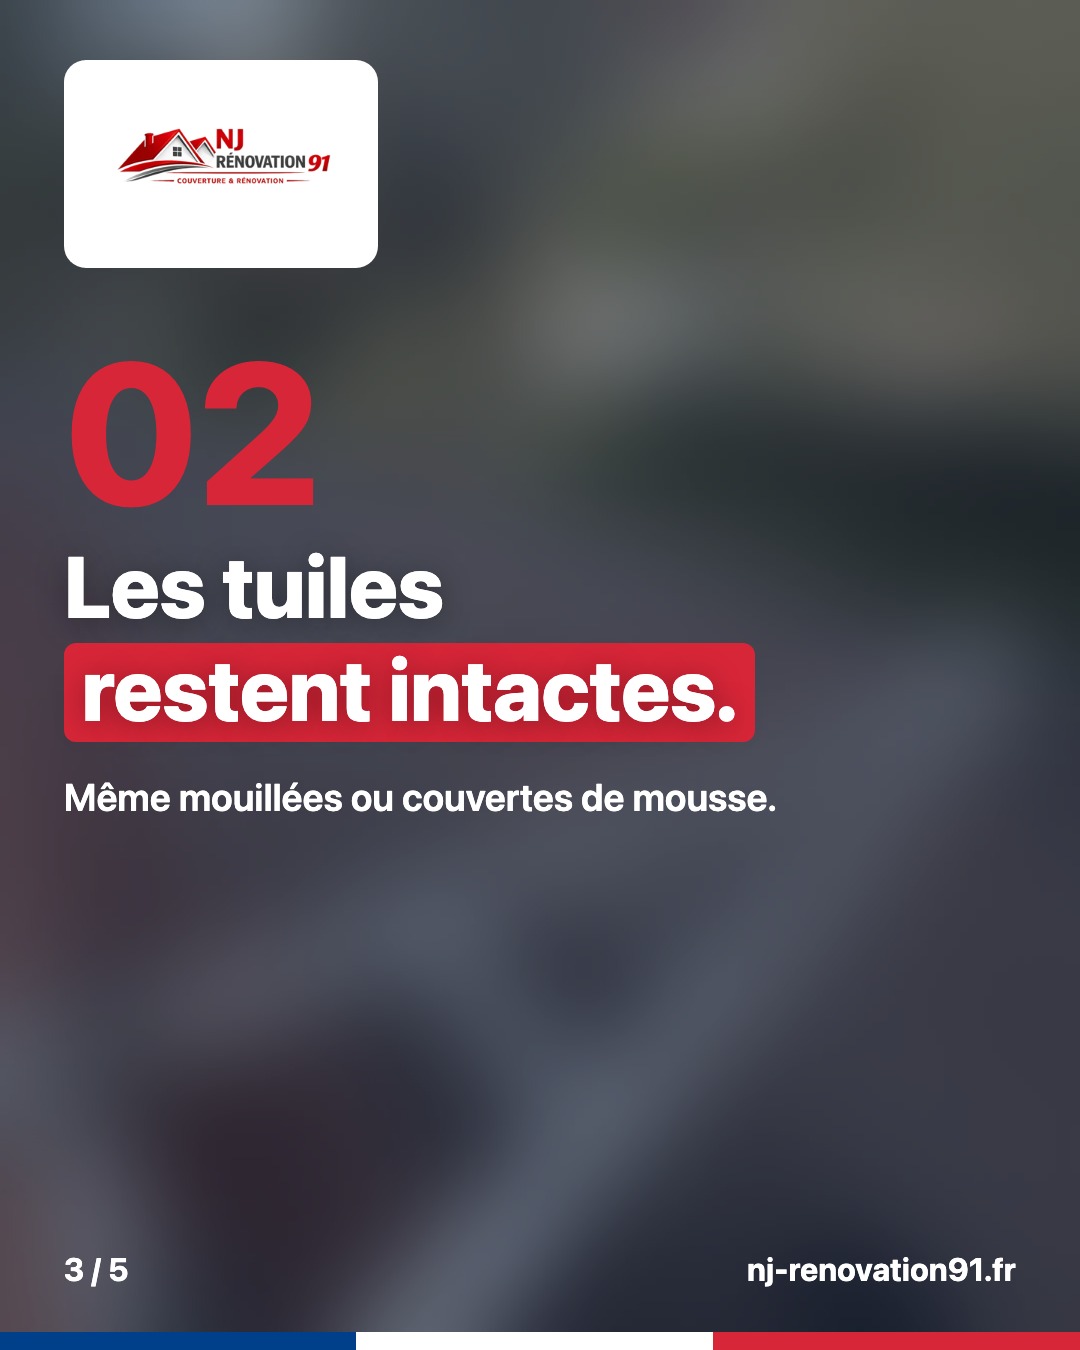 NJ
RÉNOVATION 91
COUVERTURE & RÉNOVATION
02
Les tuiles
restent intactes.
Même mouillées ou couvertes de mousse.
3 / 5
nj-renovation91.fr